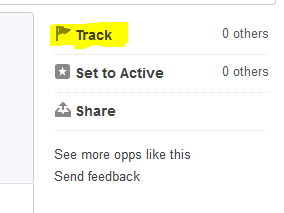 Track 0 others
Set to Active 0 others
Share
See more opps like this
Send feedback